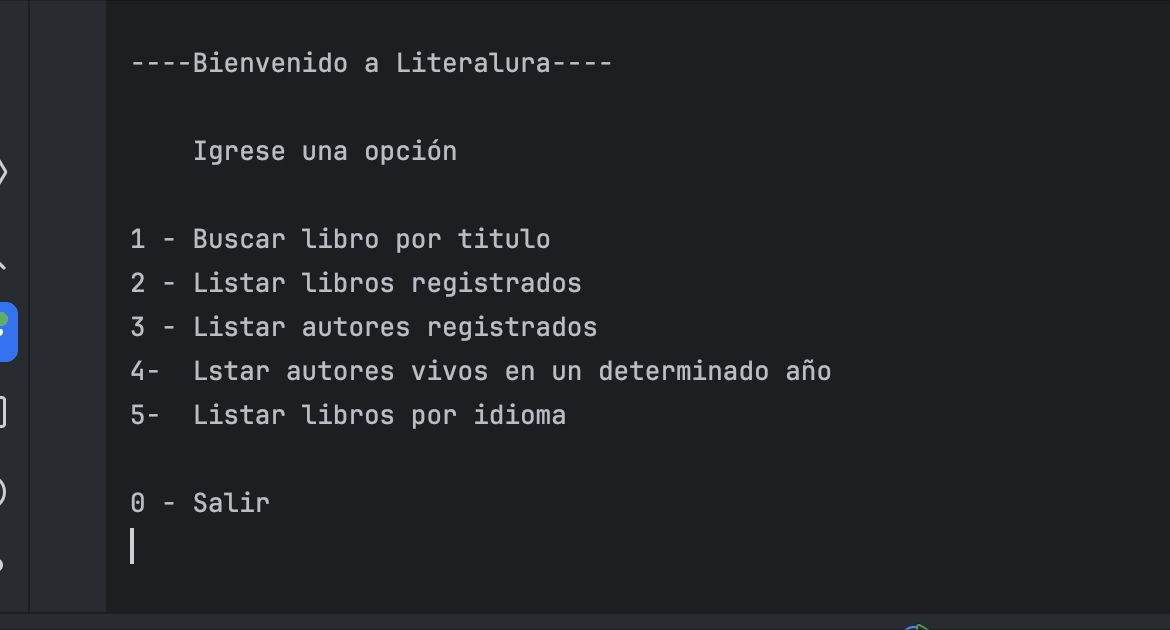 ----Bienvenido a Literalura----
Igrese una opción
1 - Buscar libro por titulo
2 - Listar libros registrados
3 - Listar autores registrados
4-  Lstar autores vivos en un determinado año
5-  Listar libros por idioma
0 - Salir